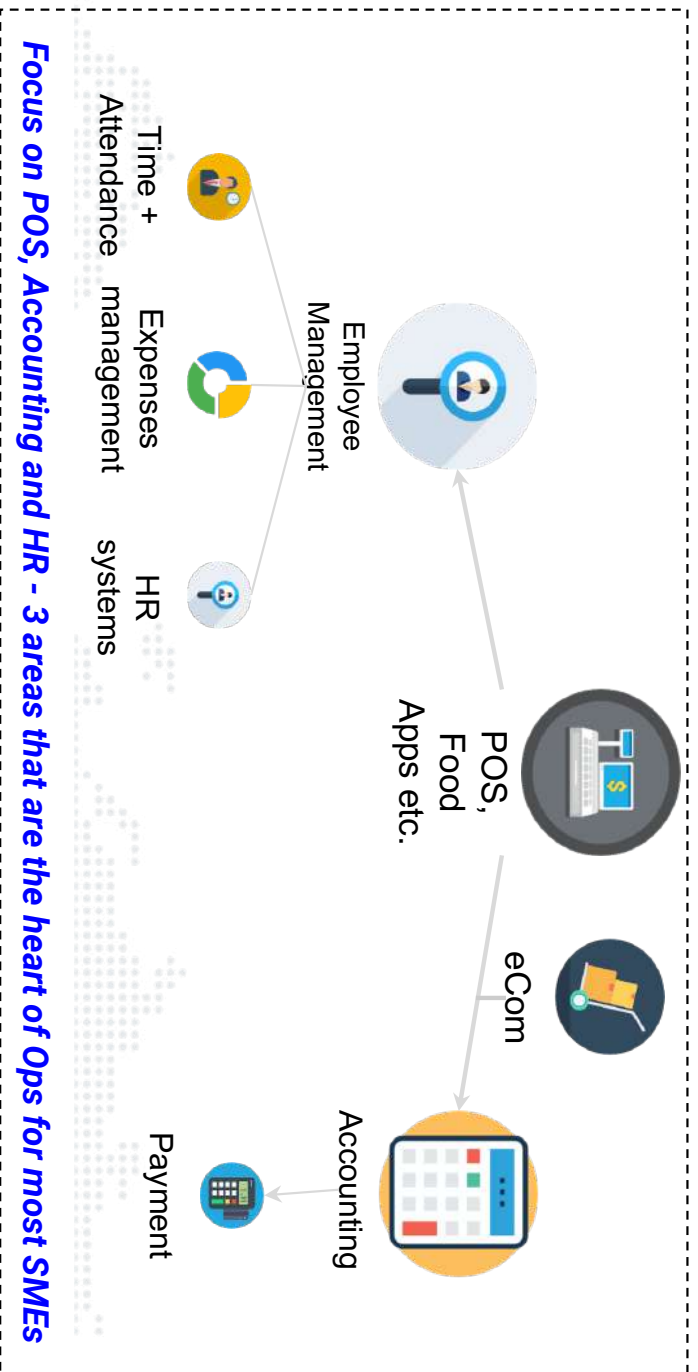 POS,
Food
Apps etc.
eCom
Employee
Management
Accounting
Time +
Attendance
Expenses
management
HR
systems
Payment
Focus on POS, Accounting and HR - 3 areas that are the heart of Ops for most SMEs